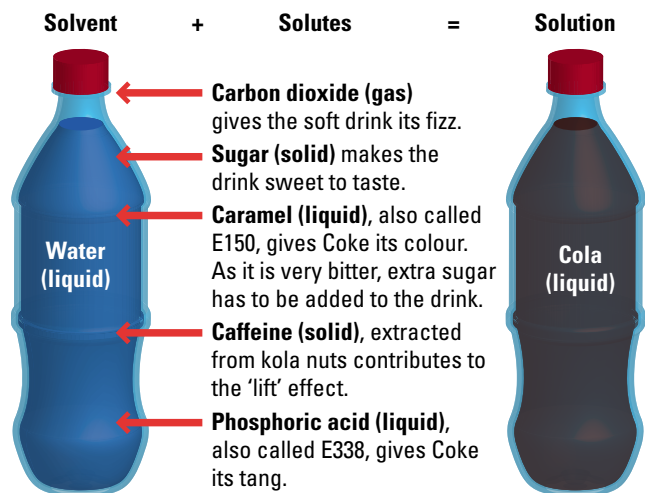 Solvent + Solutes = Solution
Carbon dioxide (gas)
gives the soft drink its fizz.
Sugar (solid) makes the
drink sweet to taste.
Caramel (liquid), also called
E150, gives Coke its colour.
As it is very bitter, extra sugar
has to be added to the drink.
Caffeine (solid), extracted
from kola nuts contributes to
the ‘lift’ effect.
Phosphoric acid (liquid),
also called E338, gives Coke
its tang.
Water
(liquid)
Cola
(liquid)